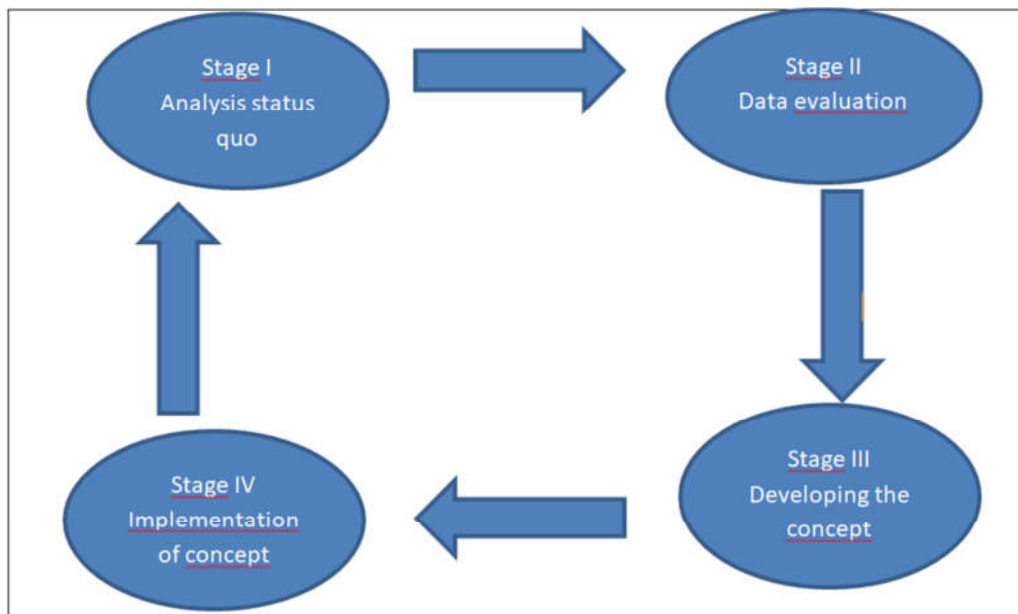 Stage I
Analysis status
quo
Stage II
Data evaluation
Stage III
Developing the
concept
Stage IV
Implementation
of concept